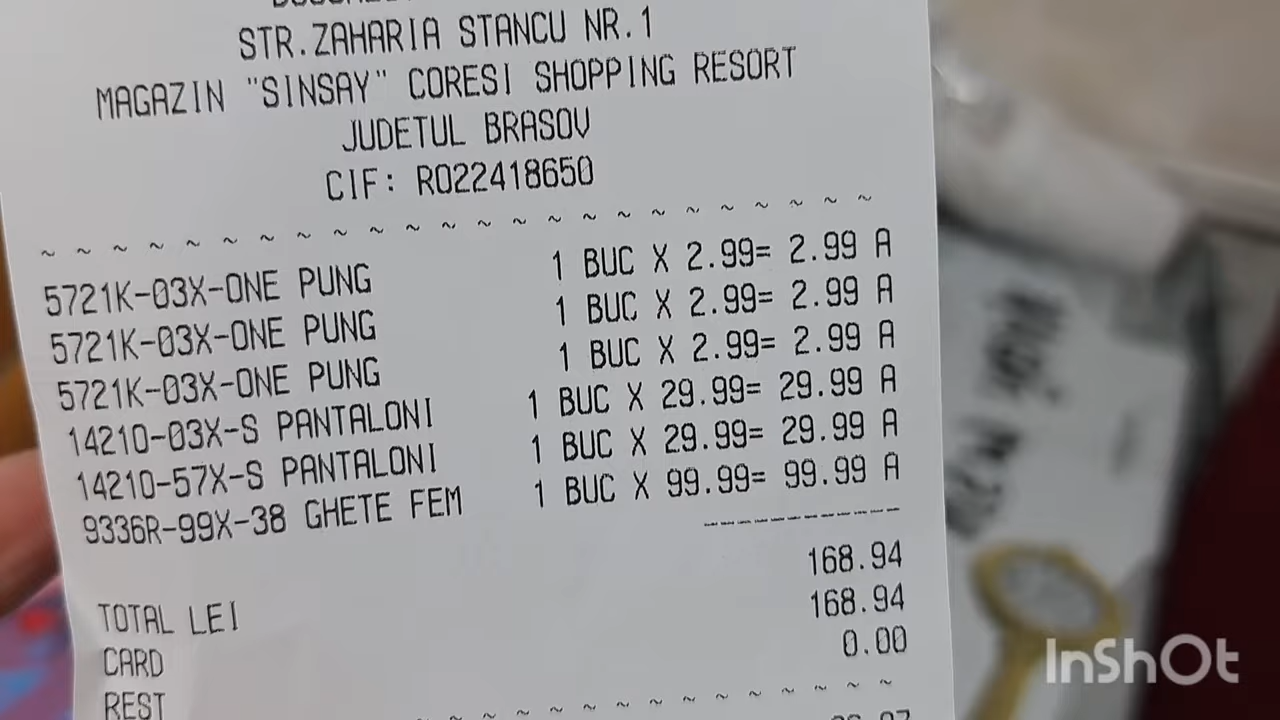 STR.ZAHARIA STANCU NR.1
MAGAZIN "SINSAY" CORESI SHOPPING RESORT
JUDETUL BRASOV
CIF: RO22418650
5721K-03X-ONE PUNG 1 BUC X 2.99= 2.99 A
5721K-03X-ONE PUNG 1 BUC X 2.99= 2.99 A
5721K-03X-ONE PUNG 1 BUC X 2.99= 2.99 A
14210-03X-S PANTALONI 1 BUC X 29.99= 29.99 A
14210-57X-S PANTALONI 1 BUC X 29.99= 29.99 A
9336R-99X-38 GHETE FEM 1 BUC X 99.99= 99.99 A
TOTAL LEI 168.94
CARD 168.94
REST 0.00
InShOt